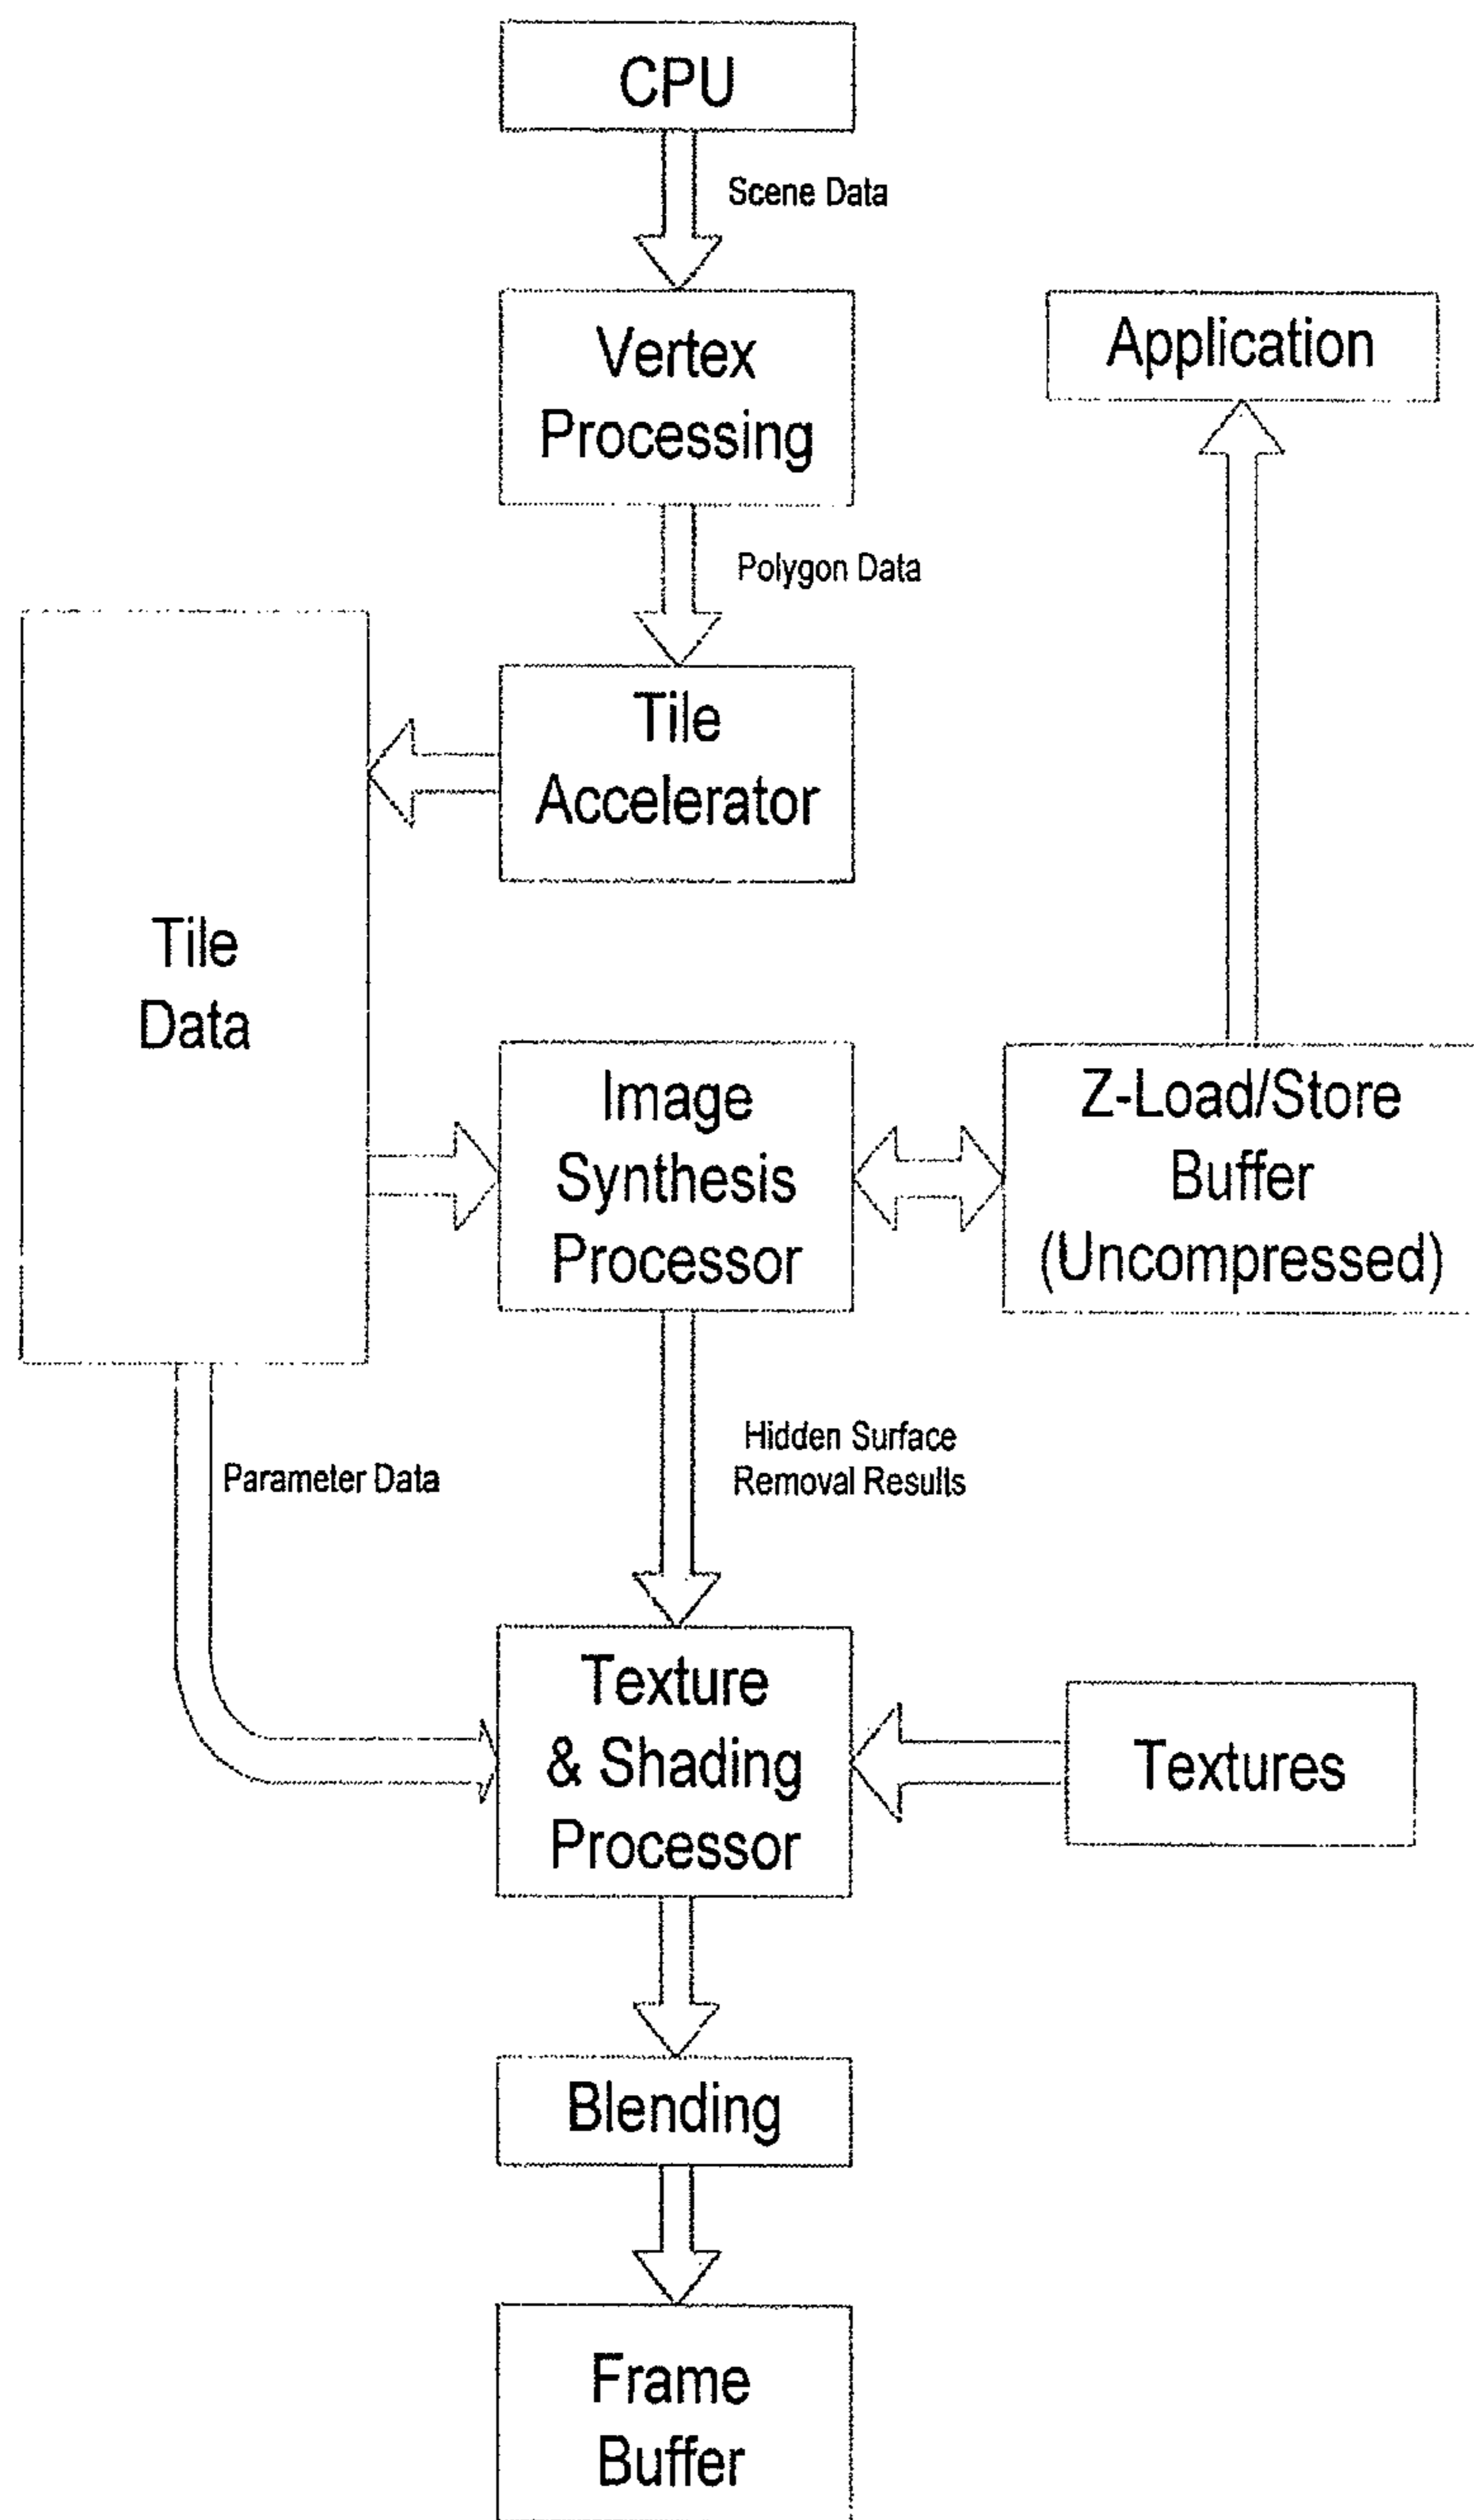 CPU
Scene Data
Vertex
Processing
Application
Polygon Data
Tile
Accelerator
Tile
Data
Image
Synthesis
Processor
Z-Load/Store
Buffer
(Uncompressed)
Hidden Surface
Removal Results
Parameter Data
Texture
& Shading
Processor
Textures
Blending
Frame
Buffer